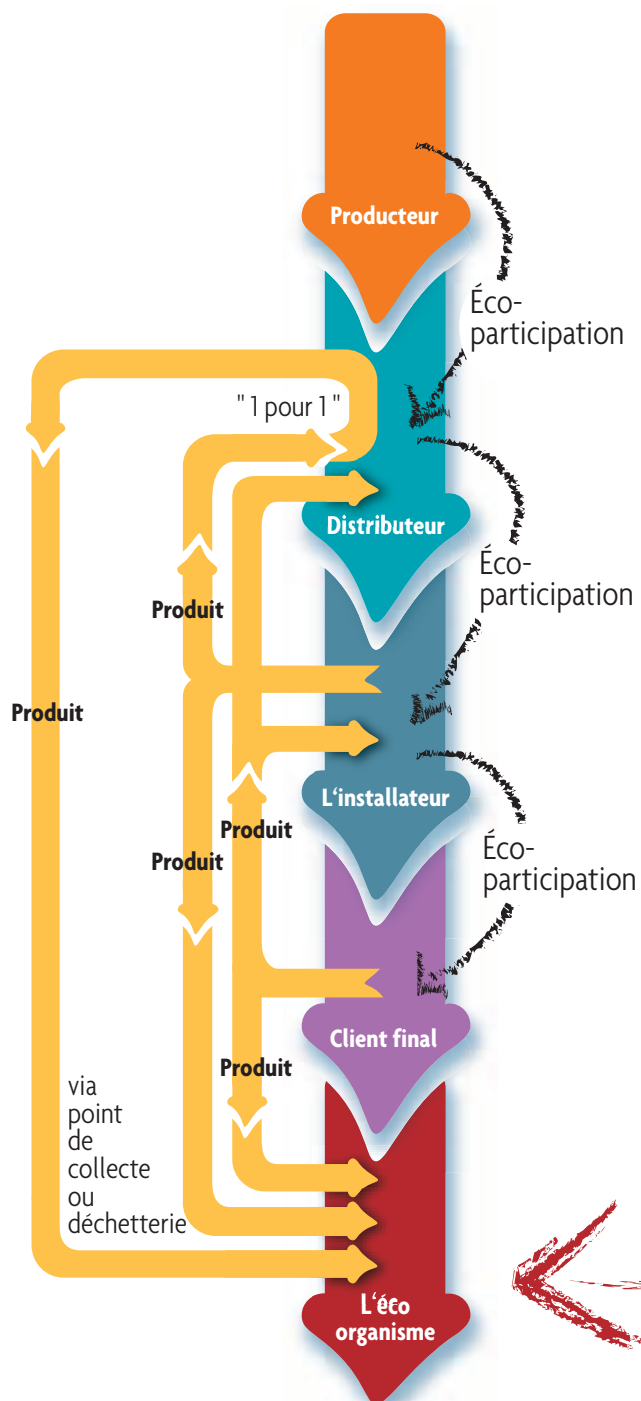 Producteur
Éco-
participation
" 1 pour 1 "
Distributeur
Éco-
participation
Produit
Produit
L'installateur
Produit
Produit
Éco-
participation
Client final
Produit
via
point
de
collecte
ou
déchetterie
L'éco
organisme